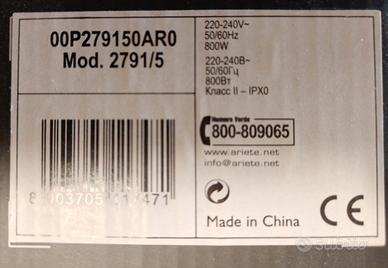 00P279150AR0
Mod. 2791/5
220-240V~
50/60Hz
800W
220-240В~
50/60Гц
800Вт
Класс II – IPX0
Numero Verde
800-809065
www.ariete.net
info@ariete.net
Made in China
CE